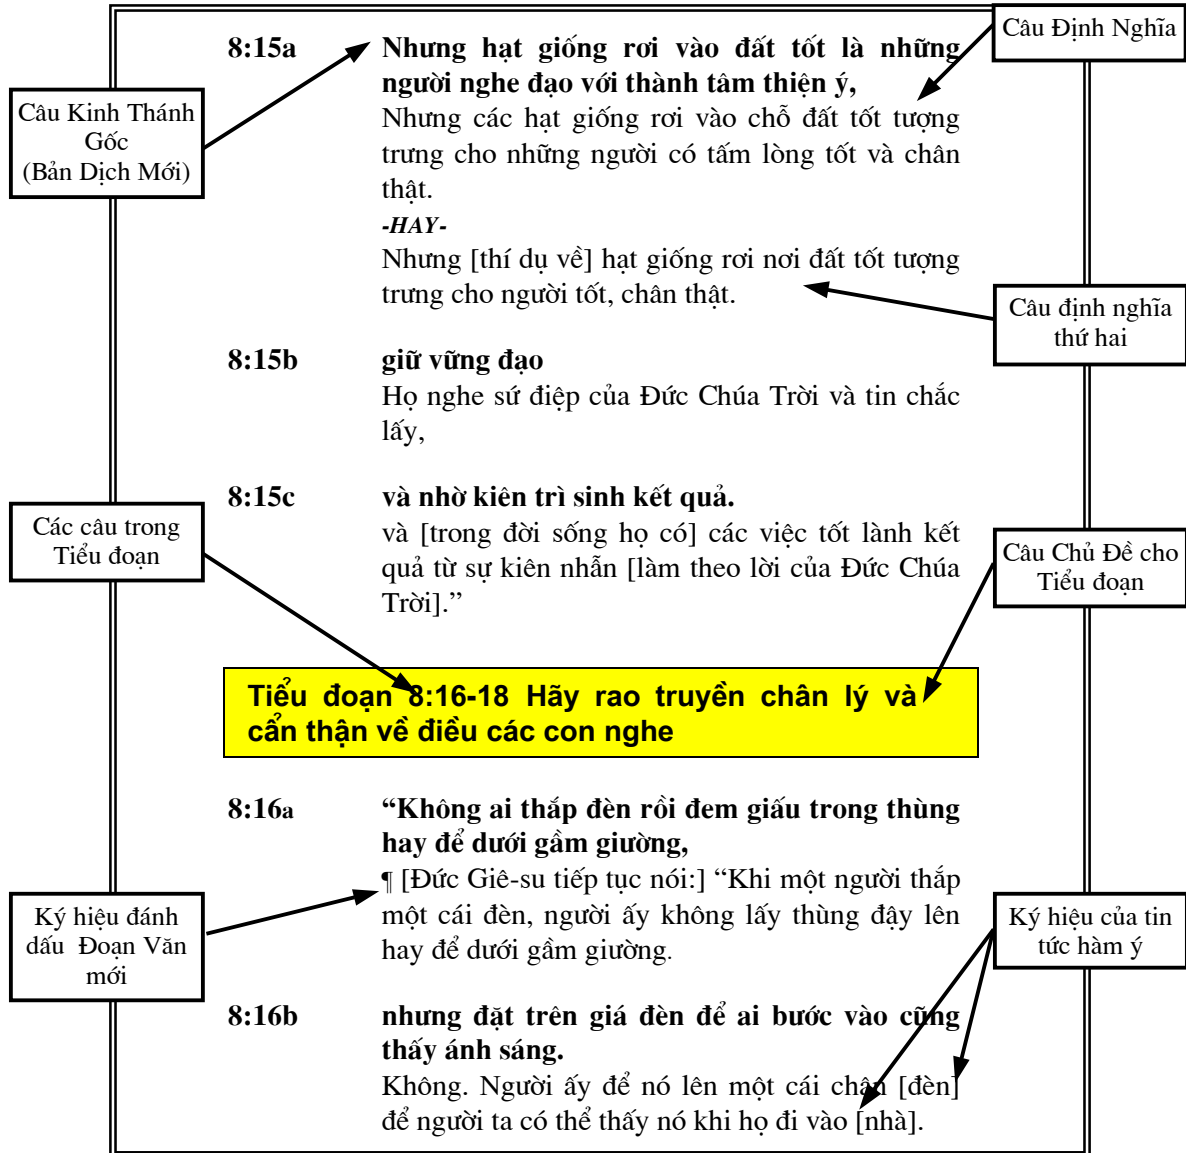 Câu Định Nghĩa
8:15a Nhưng hạt giống rơi vào đất tốt là những
người nghe đạo với thành tâm thiện ý,
Câu Kinh Thánh
Gốc
(Bản Dịch Mới)
Nhưng các hạt giống rơi vào chỗ đất tốt tượng
trưng cho những người có tấm lòng tốt và chân
thật.
-HAY-
Nhưng [thí dụ về] hạt giống rơi nơi đất tốt tượng
trưng cho người tốt, chân thật.
Câu định nghĩa
thứ hai
8:15b giữ vững đạo
Họ nghe sứ điệp của Đức Chúa Trời và tin chắc
lấy,
8:15c và nhờ kiên trì sinh kết quả.
và [trong đời sống họ có] các việc tốt lành kết
quả từ sự kiên nhẫn [làm theo lời của Đức Chúa
Trời].”
Các câu trong
Tiểu đoạn
Câu Chủ Đề cho
Tiểu đoạn
Tiểu đoạn 8:16-18 Hãy rao truyền chân lý và
cẩn thận về điều các con nghe
8:16a “Không ai thắp đèn rồi đem giấu trong thùng
hay để dưới gầm giường,
¶ [Đức Giê-su tiếp tục nói:] “Khi một người thắp
một cái đèn, người ấy không lấy thùng đậy lên
hay để dưới gầm giường.
Ký hiệu đánh
dấu Đoạn Văn
mới
Ký hiệu của tin
tức hàm ý
8:16b nhưng đặt trên giá đèn để ai bước vào cũng
thấy ánh sáng.
Không. Người ấy để nó lên một cái chân [đèn]
để người ta có thể thấy nó khi họ đi vào [nhà].